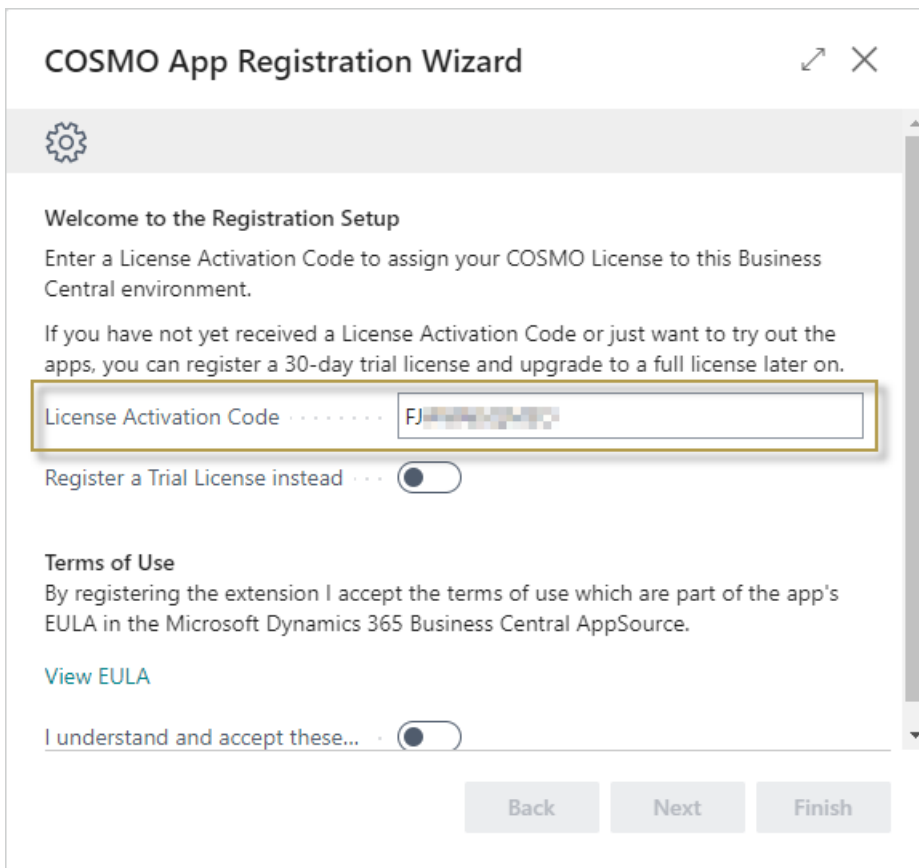 COSMO App Registration Wizard
Welcome to the Registration Setup
Enter a License Activation Code to assign your COSMO License to this Business
Central environment.
If you have not yet received a License Activation Code or just want to try out the
apps, you can register a 30-day trial license and upgrade to a full license later on.
License Activation Code FJ
Register a Trial License instead
Terms of Use
By registering the extension I accept the terms of use which are part of the app's
EULA in the Microsoft Dynamics 365 Business Central AppSource.
View EULA
I understand and accept these...
Back Next Finish